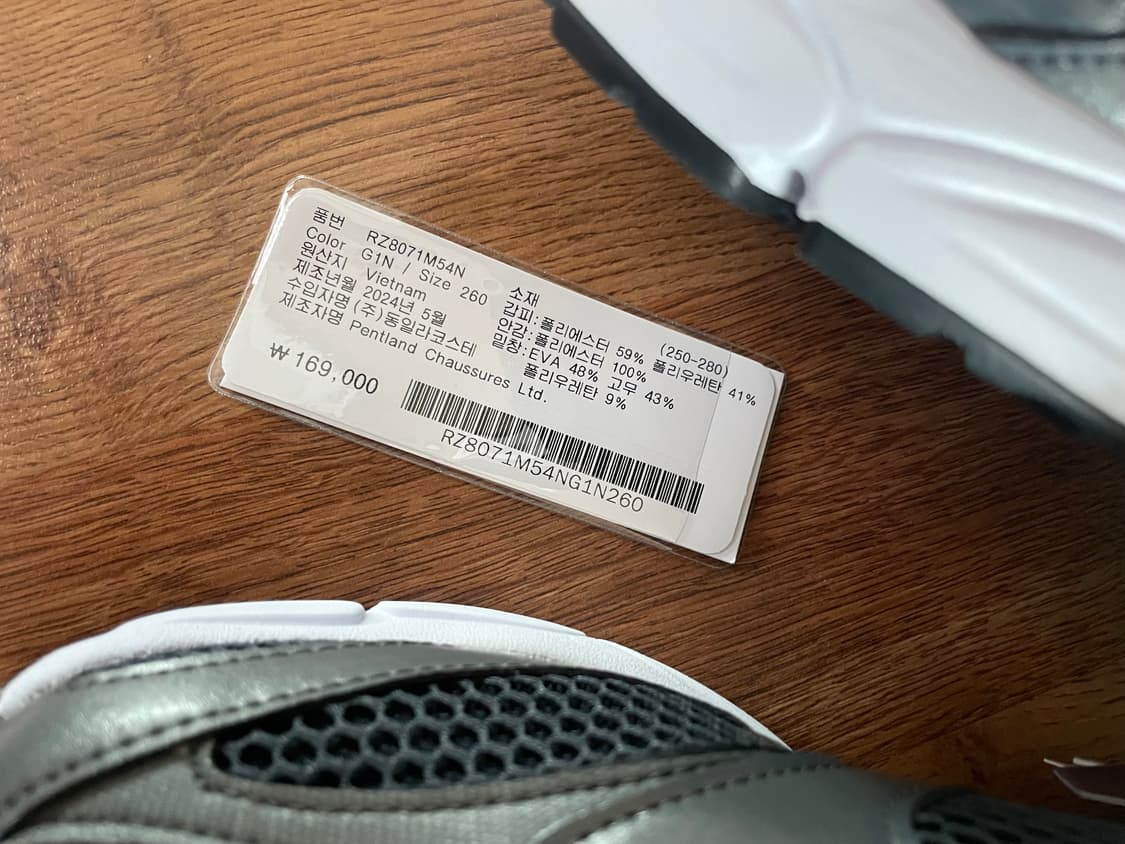 품번 RZ8071M54N
Color G1N / Size 260
원산지 Vietnam
제조년월 2024년 5월
수입자명 (주)동일라코스테
제조자명 Pentland Chaussures Ltd.
₩ 169,000
소재 (250-280)
갑피:폴리에스터 59% 폴리우레탄 41%
안감:폴리에스터 100%
밑창:EVA 48% 고무 43%
폴리우레탄 9%
RZ8071M54NG1N260